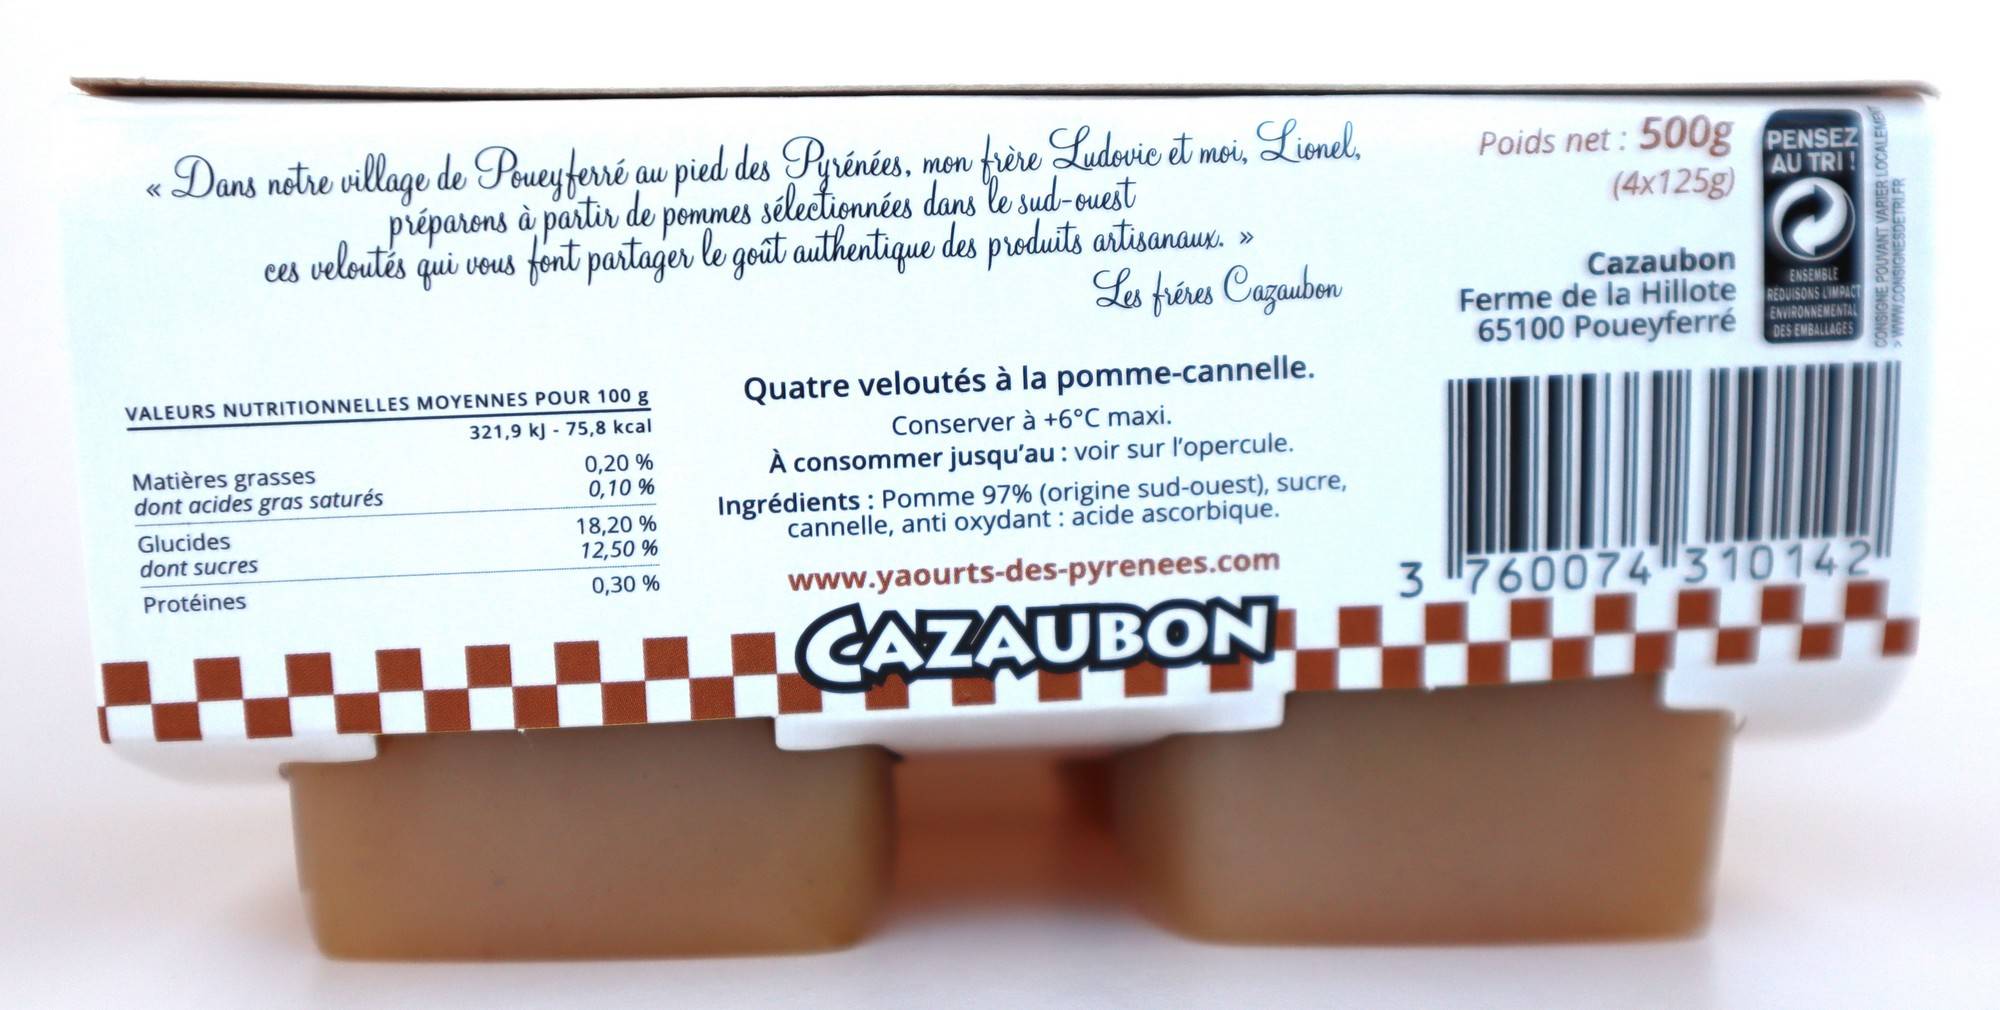 « Dans notre village de Poueyferré au pied des Pyrénées, mon frère Ludovic et moi, Lionel,
préparons à partir de pommes sélectionnées dans le sud-ouest
ces veloutés qui vous font partager le goût authentique des produits artisanaux. »
Les fréres Cazaubon
Poids net : 500g
(4x125g)
Cazaubon
Ferme de la Hillote
65100 Poueyferré
PENSEZ
AU TRI !
ENSEMBLE
REDUISONS L'IMPACT
ENVIRONNEMENTAL
DES EMBALLAGES
CONSIGNE POUVANT VARIER LOCALEMENT
> WWW.CONSIGNESDETRI.FR
VALEURS NUTRITIONNELLES MOYENNES POUR 100 g
321,9 kJ - 75,8 kcal
Matières grasses 0,20 %
dont acides gras saturés 0,10 %
Glucides 18,20 %
dont sucres 12,50 %
Protéines 0,30 %
Quatre veloutés à la pomme-cannelle.
Conserver à +6°C maxi.
À consommer jusqu'au : voir sur l'opercule.
Ingrédients : Pomme 97% (origine sud-ouest), sucre,
cannelle, anti oxydant : acide ascorbique.
www.yaourts-des-pyrenees.com
CAZAUBON
3 760074 310142